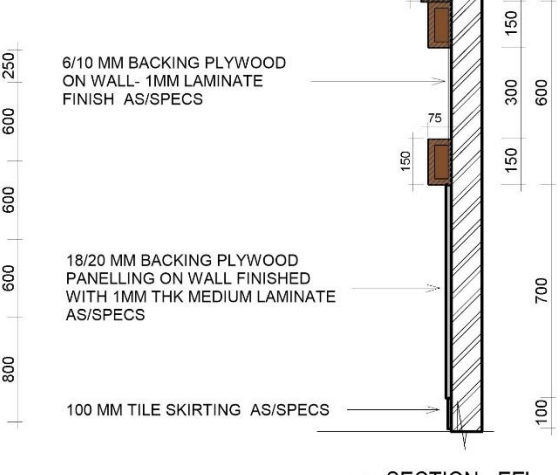 150
250
6/10 MM BACKING PLYWOOD
ON WALL- 1MM LAMINATE
FINISH AS/SPECS
300
600
600
75
150
150
600
18/20 MM BACKING PLYWOOD
PANELLING ON WALL FINISHED
WITH 1MM THK MEDIUM LAMINATE
AS/SPECS
600
700
800
100 MM TILE SKIRTING AS/SPECS
100
SECTION